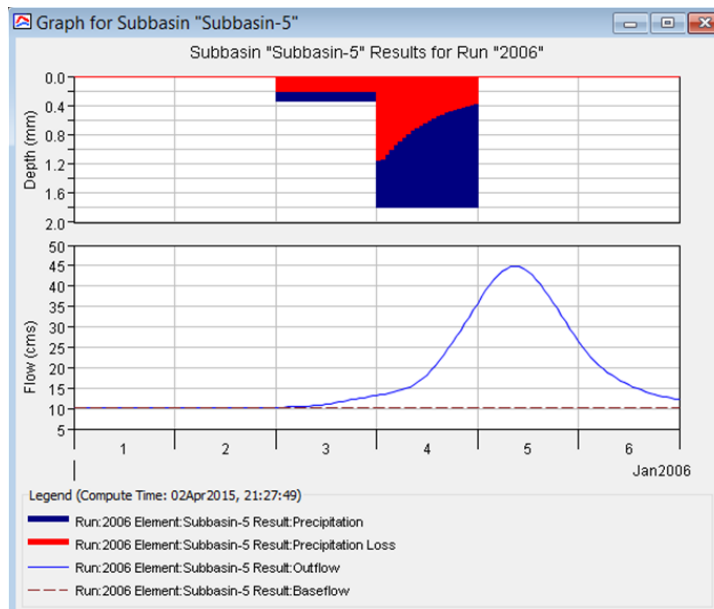 Graph for Subbasin "Subbasin-5"
Subbasin "Subbasin-5" Results for Run "2006"
0.0
0.4
0.8
1.2
1.6
2.0
Depth (mm)
50
45
40
35
30
25
20
15
10
5
Flow (cms)
1 2 3 4 5 6
Jan2006
Legend (Compute Time: 02Apr2015, 21:27:49)
Run:2006 Element:Subbasin-5 Result:Precipitation
Run:2006 Element:Subbasin-5 Result:Precipitation Loss
Run:2006 Element:Subbasin-5 Result:Outflow
Run:2006 Element:Subbasin-5 Result:Baseflow